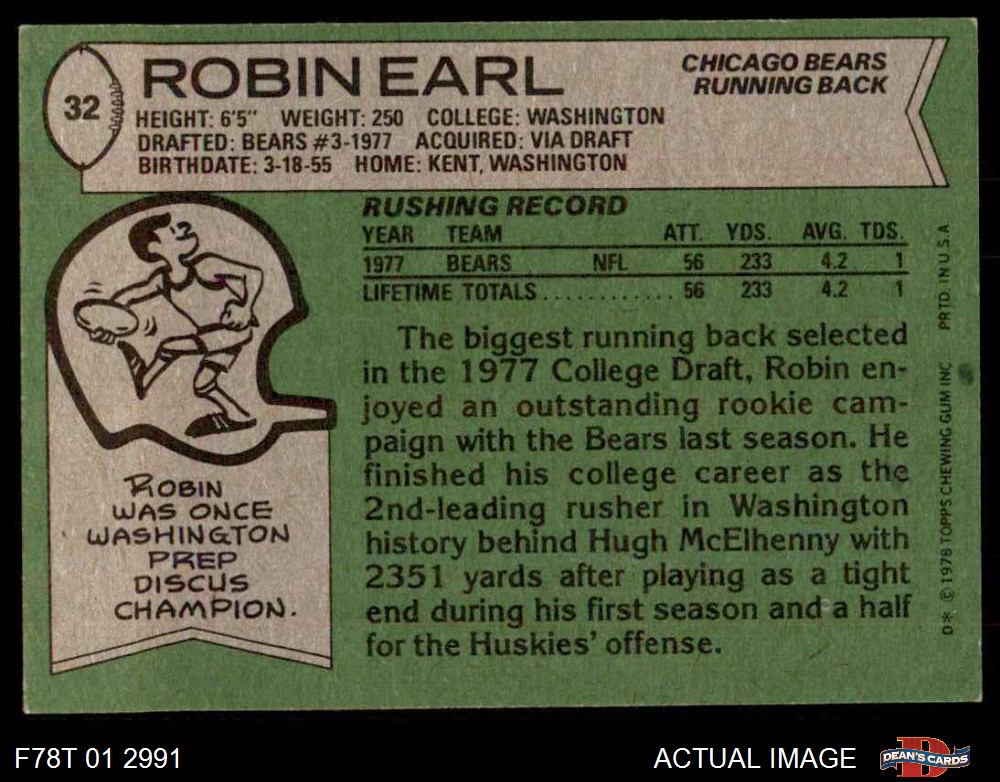 32
ROBIN EARL
CHICAGO BEARS
RUNNING BACK
HEIGHT: 6'5" WEIGHT: 250 COLLEGE: WASHINGTON
DRAFTED: BEARS #3-1977 ACQUIRED: VIA DRAFT
BIRTHDATE: 3-18-55 HOME: KENT, WASHINGTON
RUSHING RECORD
YEAR TEAM ATT. YDS. AVG. TDS.
1977 BEARS NFL 56 233 4.2 1
LIFETIME TOTALS............ 56 233 4.2 1
The biggest running back selected
in the 1977 College Draft, Robin en-
joyed an outstanding rookie cam-
paign with the Bears last season. He
finished his college career as the
2nd-leading rusher in Washington
history behind Hugh McElhenny with
2351 yards after playing as a tight
end during his first season and a half
for the Huskies' offense.
ROBIN
WAS ONCE
WASHINGTON
PREP
DISCUS
CHAMPION.
D* © 1978 TOPPS CHEWING GUM INC PRTD IN U.S.A
F78T 01 2991
ACTUAL IMAGE
D
DEAN'S CARDS